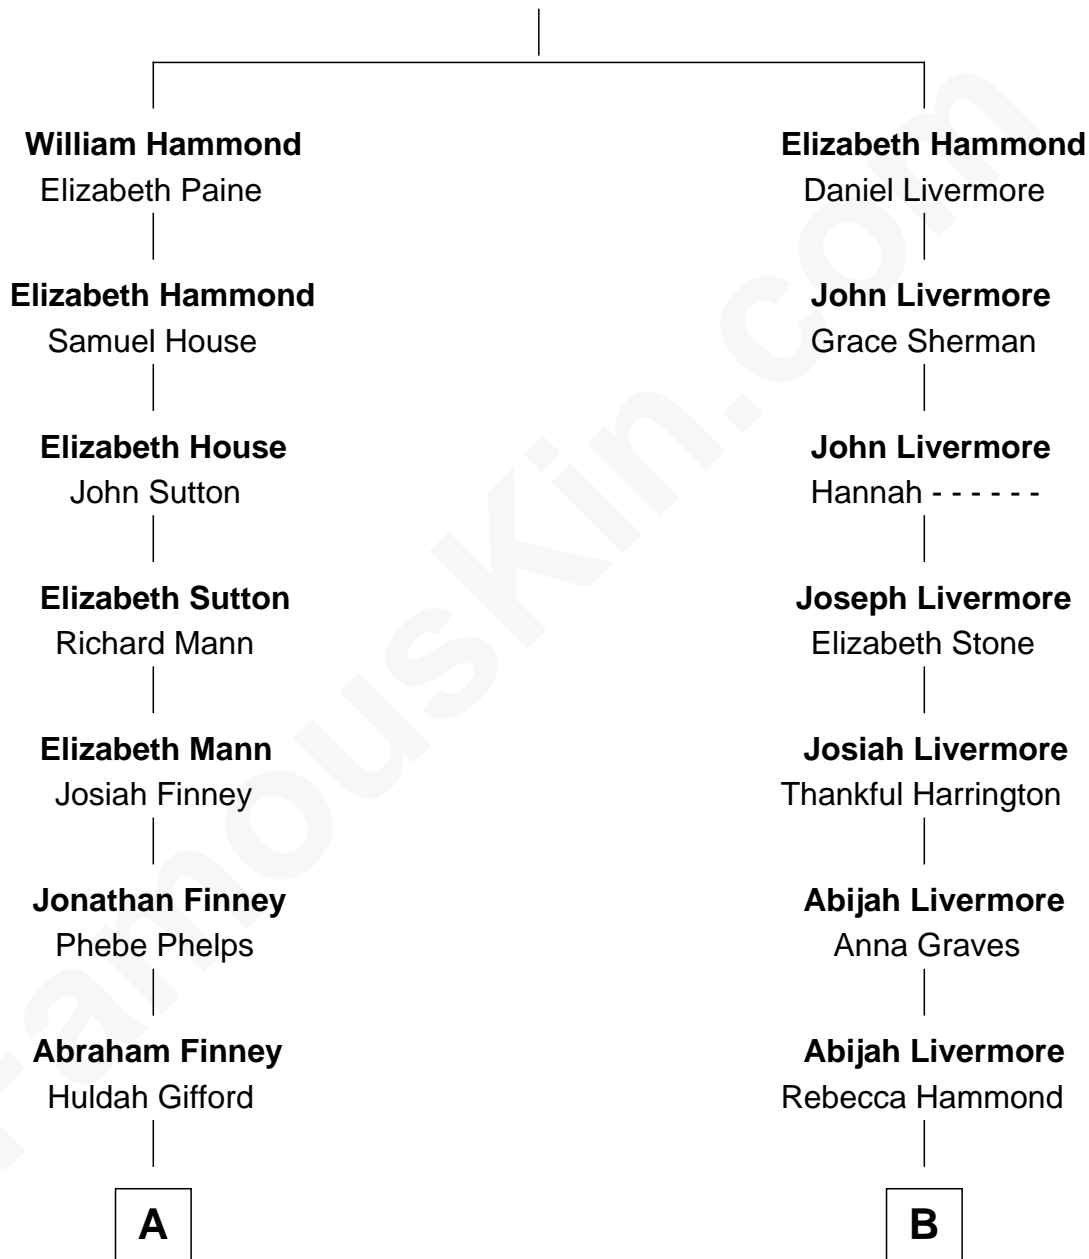 William Hammond
Elizabeth Paine
Elizabeth Hammond
Samuel House
Elizabeth House
John Sutton
Elizabeth Sutton
Richard Mann
Elizabeth Mann
Josiah Finney
Jonathan Finney
Phebe Phelps
Abraham Finney
Huldah Gifford
A
Elizabeth Hammond
Daniel Livermore
John Livermore
Grace Sherman
John Livermore
Hannah - - - - - -
Joseph Livermore
Elizabeth Stone
Josiah Livermore
Thankful Harrington
Abijah Livermore
Anna Graves
Abijah Livermore
Rebecca Hammond
B
FamousKin.com